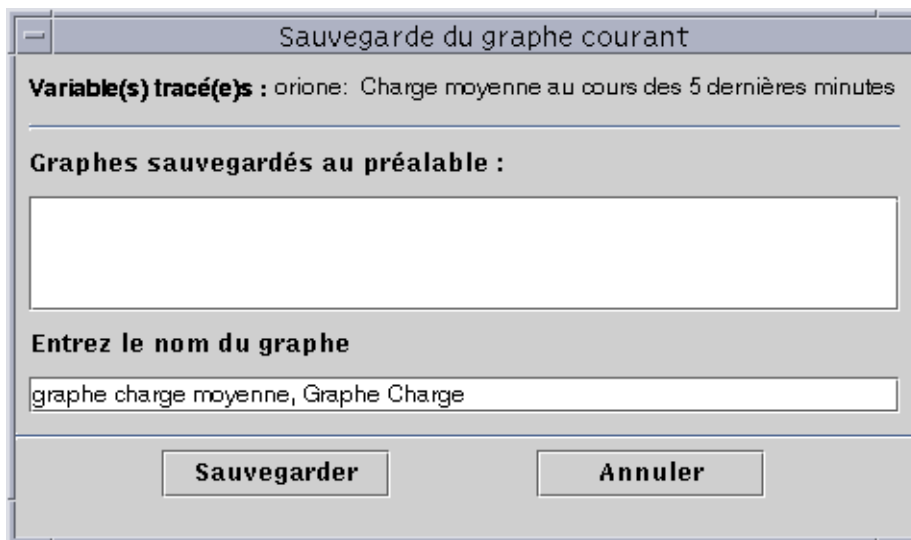 Sauvegarde du graphe courant
Variable(s) tracé(e)s : orione: Charge moyenne au cours des 5 dernières minutes
Graphes sauvegardés au préalable :
Entrez le nom du graphe
graphe charge moyenne, Graphe Charge
Sauvegarder Annuler